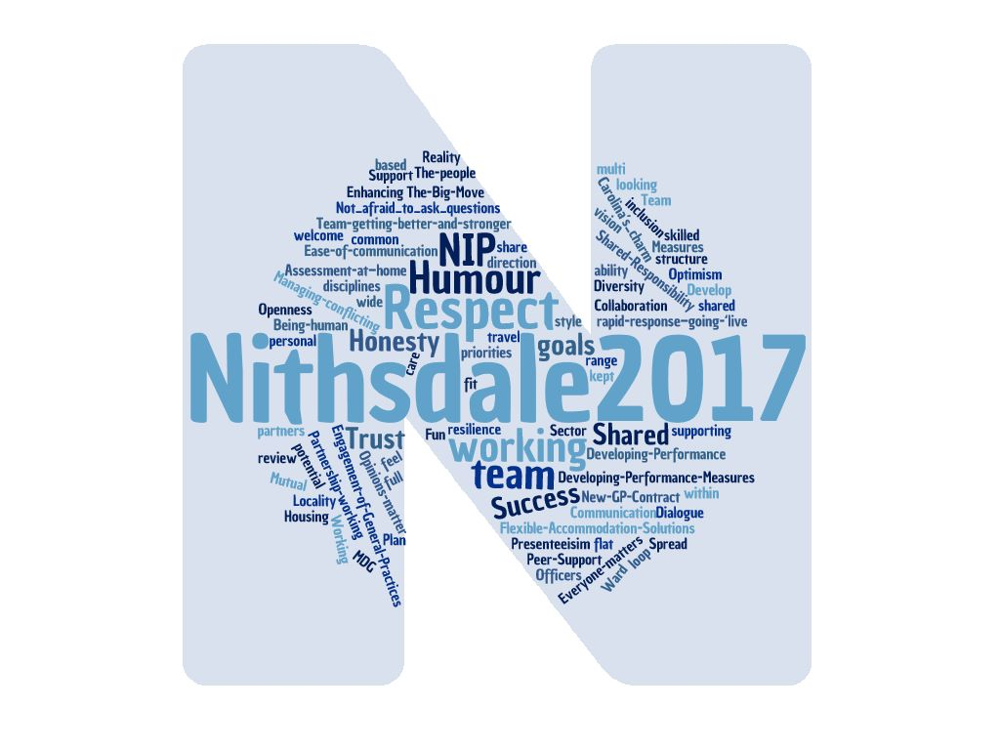 Reality
based
Support The-people
Enhancing The-Big-Move
Not_afraid_to_ask_questions
Team-getting-better-and-stronger
welcome common
Ease-of-communication NIP share
Assessment-at-home Humour direction
Managing-conflicting disciplines
wide Respect style
Openness
Being-human
personal Honesty travel goals
care priorities range
fit kept
multi
looking
Team
Carolina's_charm
inclusion
vision
skilled
Measures
Shared-Responsibility
structure
ability Optimism
Diversity Develop
Collaboration shared
rapid-response-going-'live
Nithsdale2017
partners Trust Fun resilience Sector Shared supporting
review working Developing-Performance
potential
Partnership-working
Engagement-of-General-Practices
Opinions-matter
feel
full
Mutual team Developing-Performance-Measures
Locality Success New-GP-Contract within
Housing Communication Dialogue
Working Flexible-Accommodation-Solutions
Plan Presenteeisim flat Everyone-matters Spread
MDG Peer-Support
Officers Ward loop